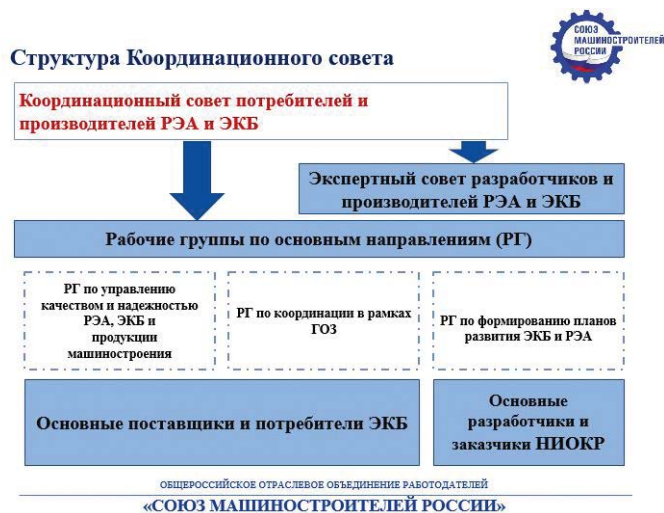 СОЮЗ
МАШИНОСТРОИТЕЛЕЙ
РОССИИ
Структура Координационного совета
Координационный совет потребителей и
производителей РЭА и ЭКБ
Экспертный совет разработчиков и
производителей РЭА и ЭКБ
Рабочие группы по основным направлениям (РГ)
РГ по управлению
качеством и надежностью
РЭА, ЭКБ и
продукции
машиностроения
РГ по координации в рамках
ГОЗ
РГ по формированию планов
развития ЭКБ и РЭА
Основные поставщики и потребители ЭКБ
Основные
разработчики и
заказчики НИОКР
ОБЩЕРОССИЙСКОЕ ОТРАСЛЕВОЕ ОБЪЕДИНЕНИЕ РАБОТОДАТЕЛЕЙ
«СОЮЗ МАШИНОСТРОИТЕЛЕЙ РОССИИ»